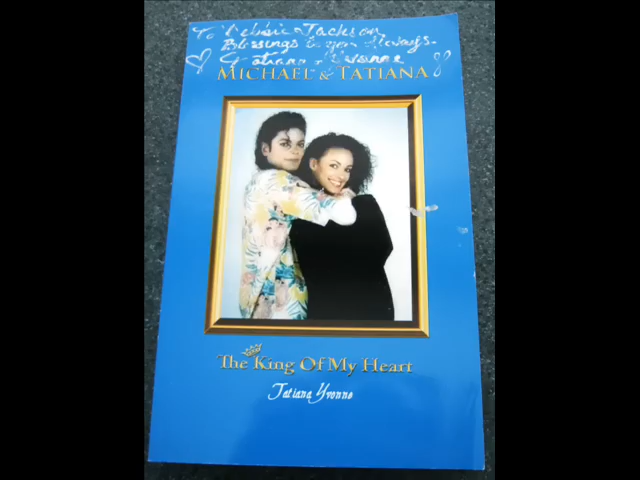 To Debbie Jackson
Blessings to you Always-
Tatiana Yvonne
MICHAEL & TATIANA
The King Of My Heart
Tatiana Yvonne